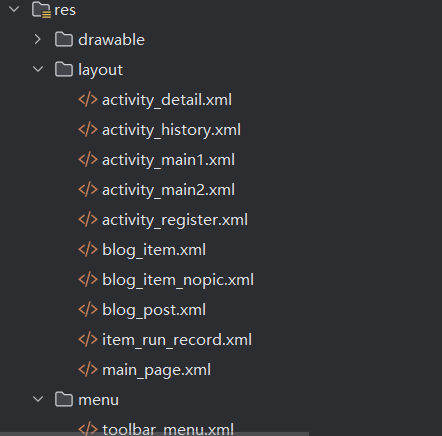 res
drawable
layout
activity_detail.xml
activity_history.xml
activity_main1.xml
activity_main2.xml
activity_register.xml
blog_item.xml
blog_item_nopic.xml
blog_post.xml
item_run_record.xml
main_page.xml
menu
toolbar_menu.xml